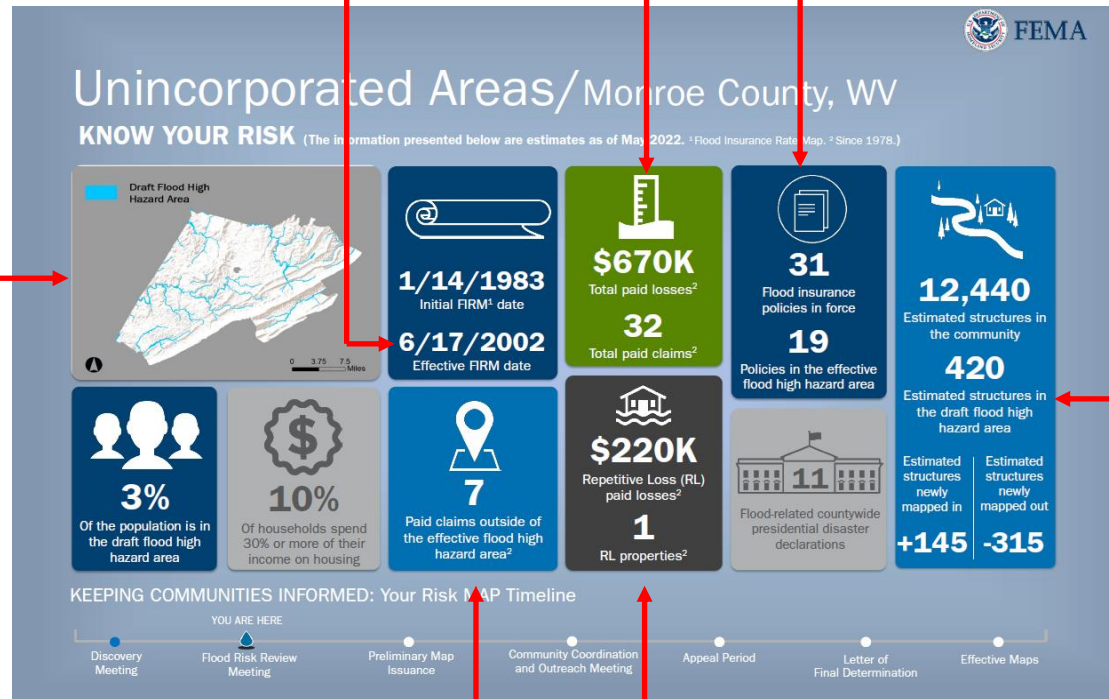 FEMA
Unincorporated Areas/Monroe County, WV
KNOW YOUR RISK (The information presented below are estimates as of May 2022. ¹Flood Insurance Rate Map. ²Since 1978.)
Draft Flood High
Hazard Area
0 3.75 7.5
Miles
1/14/1983
Initial FIRM¹ date
6/17/2002
Effective FIRM date
$670K
Total paid losses²
32
Total paid claims²
31
Flood insurance
policies in force
19
Policies in the effective
flood high hazard area
12,440
Estimated structures in
the community
420
Estimated structures in
the draft flood high
hazard area
Estimated
structures
newly
mapped in
+145
Estimated
structures
newly
mapped out
-315
3%
Of the population is in
the draft flood high
hazard area
$
10%
Of households spend
30% or more of their
income on housing
7
Paid claims outside of
the effective flood high
hazard area²
$220K
Repetitive Loss (RL)
paid losses²
1
RL properties²
11
Flood-related countywide
presidential disaster
declarations
KEEPING COMMUNITIES INFORMED: Your Risk MAP Timeline
YOU ARE HERE
Discovery
Meeting
Flood Risk Review
Meeting
Preliminary Map
Issuance
Community Coordination
and Outreach Meeting
Appeal Period
Letter of
Final Determination
Effective Maps